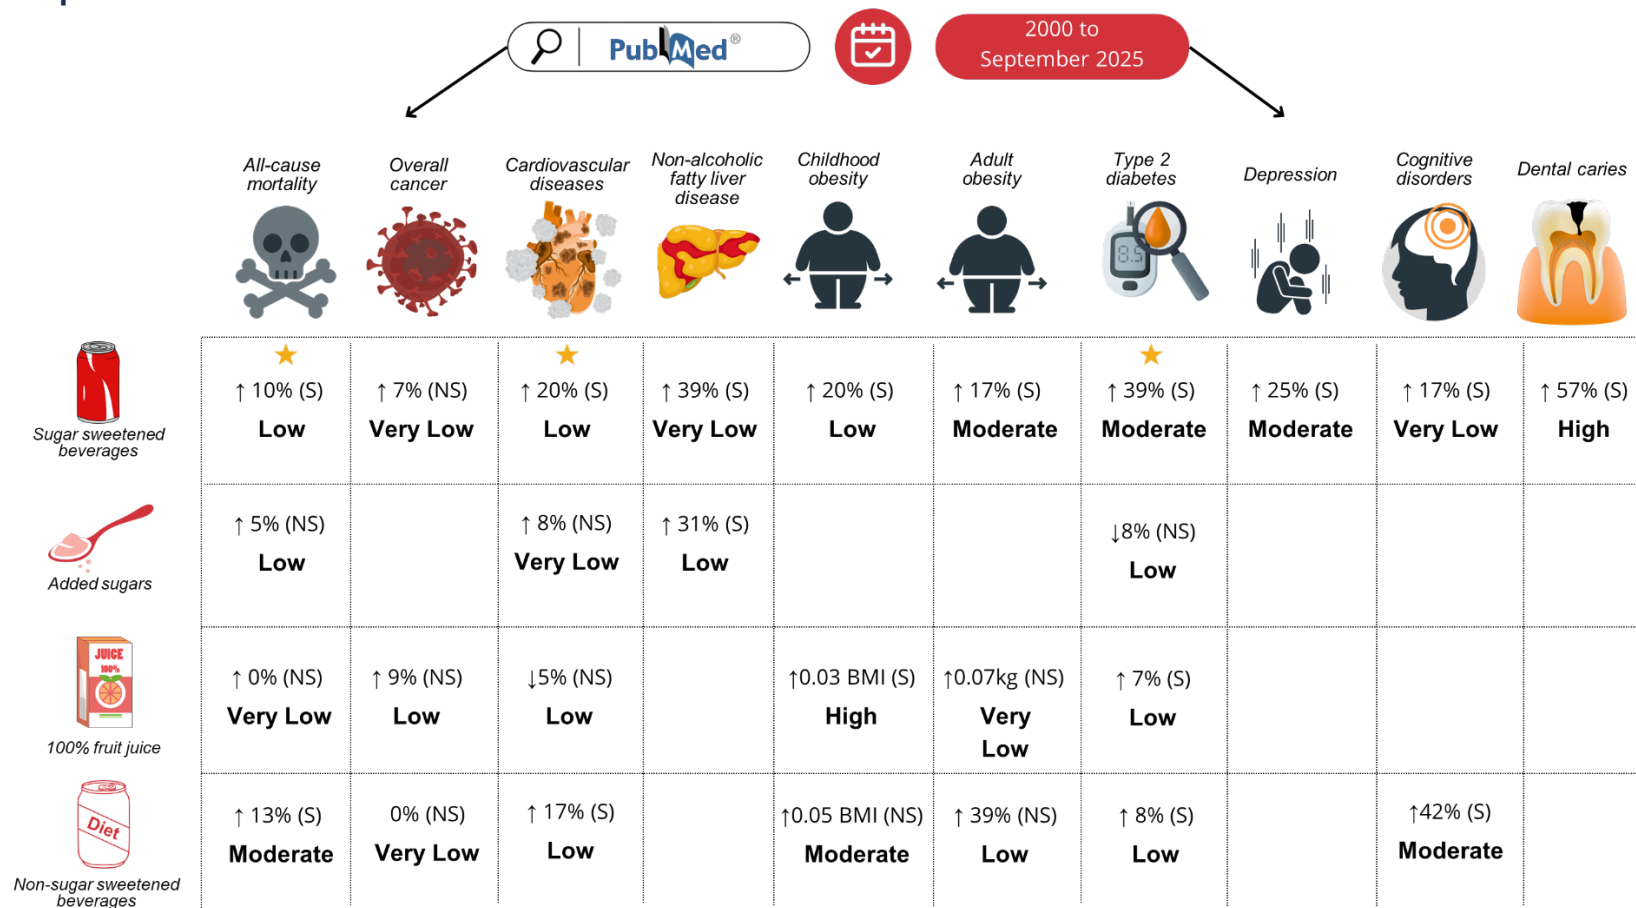 PubMed®
2000 to
September 2025
All-cause
mortality
Overall
cancer
Cardiovascular
diseases
Non-alcoholic
fatty liver
disease
Childhood
obesity
Adult
obesity
Type 2
diabetes
Depression
Cognitive
disorders
Dental caries
8.5
Sugar sweetened
beverages
↑ 10% (S)
Low
↑ 7% (NS)
Very Low
↑ 20% (S)
Low
↑ 39% (S)
Very Low
↑ 20% (S)
Low
↑ 17% (S)
Moderate
↑ 39% (S)
Moderate
↑ 25% (S)
Moderate
↑ 17% (S)
Very Low
↑ 57% (S)
High
Added sugars
↑ 5% (NS)
Low
↑ 8% (NS)
Very Low
↑ 31% (S)
Low
↓8% (NS)
Low
JUICE
100%
100% fruit juice
↑ 0% (NS)
Very Low
↑ 9% (NS)
Low
↓5% (NS)
Low
↑0.03 BMI (S)
High
↑0.07kg (NS)
Very
Low
↑ 7% (S)
Low
Diet
Non-sugar sweetened
beverages
↑ 13% (S)
Moderate
0% (NS)
Very Low
↑ 17% (S)
Low
↑0.05 BMI (NS)
Moderate
↑ 39% (NS)
Low
↑ 8% (S)
Low
↑42% (S)
Moderate